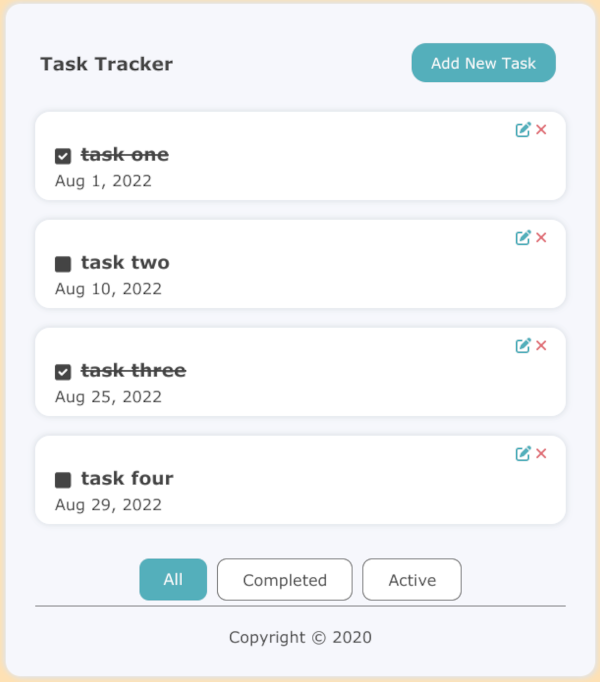 Task Tracker
Add New Task
task one
Aug 1, 2022
task two
Aug 10, 2022
task three
Aug 25, 2022
task four
Aug 29, 2022
All
Completed
Active
Copyright © 2020